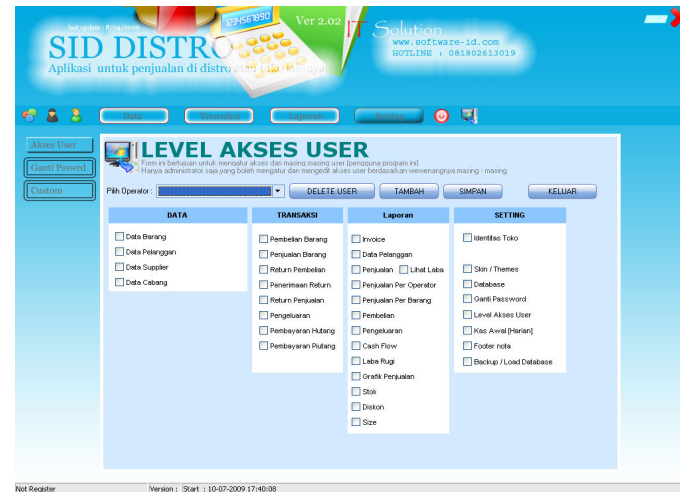 last update : 8/04/2009
1234567890
Ver 2.02
IT Solution
SID DISTRO
www.software-id.com
HOTLINE : 081802613019
Aplikasi untuk penjualan di distro atau toko lainnya
Data
Transaksi
Laporan
Setting
Akses User
Ganti Psswrd
Custom
LEVEL AKSES USER
Form ini bertujuan untuk mengatur akses dari masing masing user (pengguna program ini)
Hanya administrator saja yang boleh mengatur dan mengedit akses user berdasarkan wewenangnya masing - masing
Pilih Operator :
DELETE USER
TAMBAH
SIMPAN
KELUAR
DATA
Data Barang
Data Pelanggan
Data Supplier
Data Cabang
TRANSAKSI
Pembelian Barang
Penjualan Barang
Return Pembelian
Penerimaan Return
Return Penjualan
Pengeluaran
Pembayaran Hutang
Pembayaran Piutang
Laporan
Invoice
Data Pelanggan
Penjualan Lihat Laba
Penjualan Per Operator
Penjualan Per Barang
Pembelian
Pengeluaran
Cash Flow
Laba Rugi
Grafik Penjualan
Stok
Diskon
Size
SETTING
Identitas Toko
Skin / Themes
Database
Ganti Password
Level Akses User
Kas Awal [Harian]
Footer nota
Backup / Load Database
Not Register
Version :
Start : 10-07-2009 17:40:08